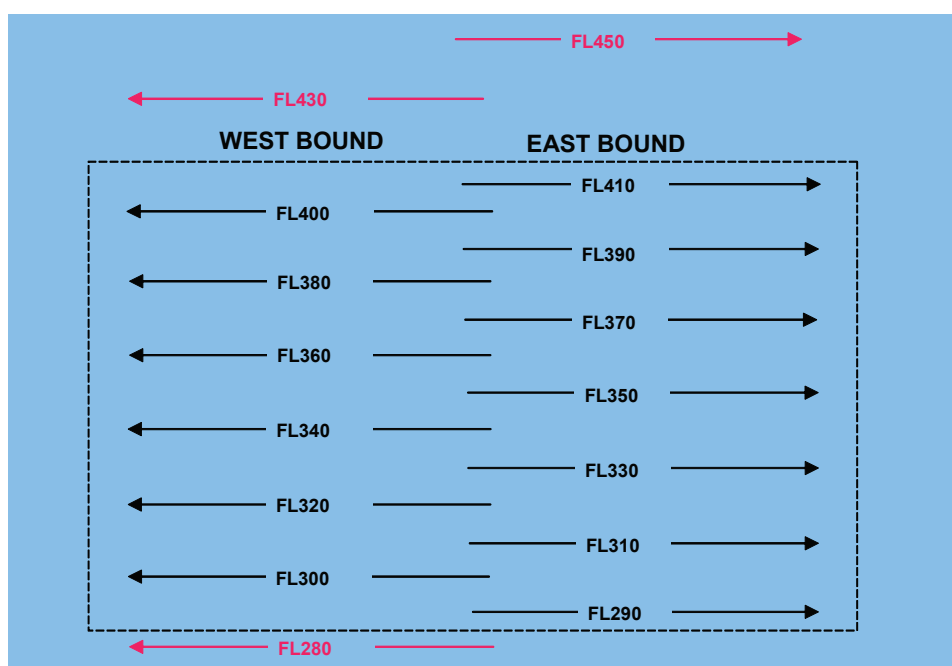 FL450
FL430
WEST BOUND
EAST BOUND
FL410
FL400
FL390
FL380
FL370
FL360
FL350
FL340
FL330
FL320
FL310
FL300
FL290
FL280